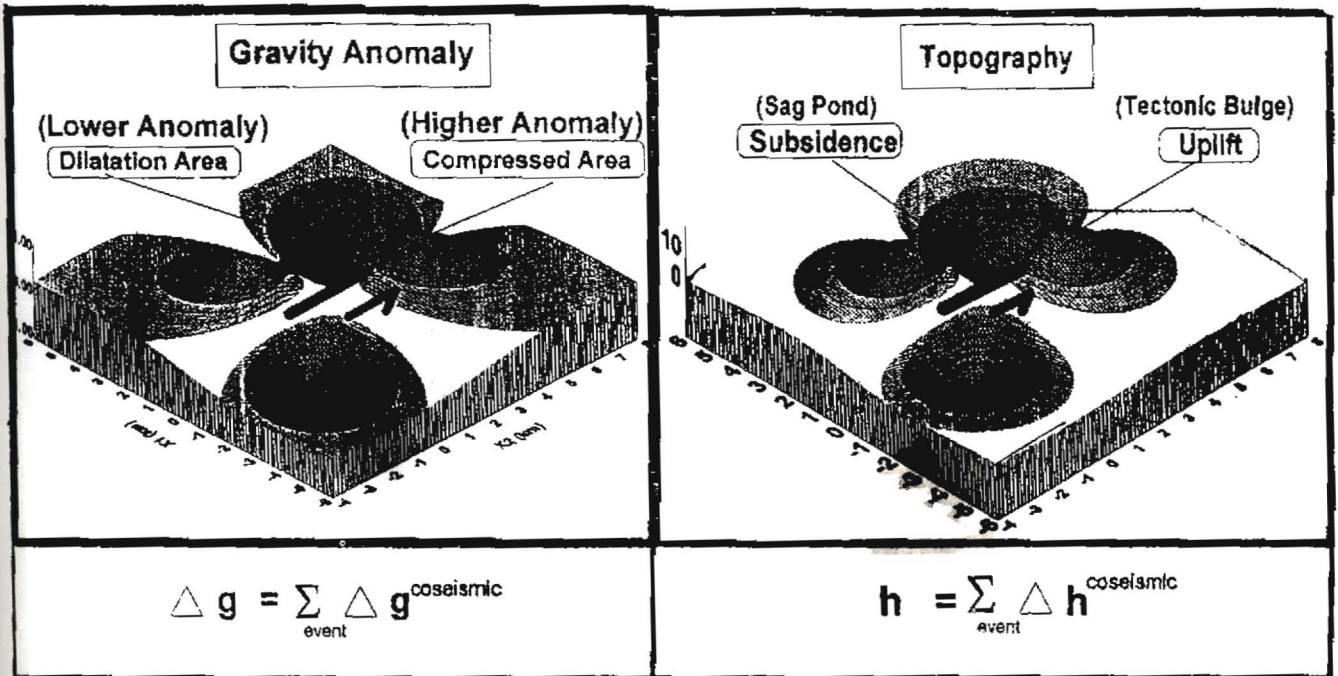 Gravity Anomaly
(Lower Anomaly)
Dilatation Area
(Higher Anomaly)
Compressed Area
X2 (km)
△ g = Σ △ g^coseismic
event
Topography
(Sag Pond)
Subsidence
(Tectonic Bulge)
Uplift
10
0
h = Σ △ h^coseismic
event